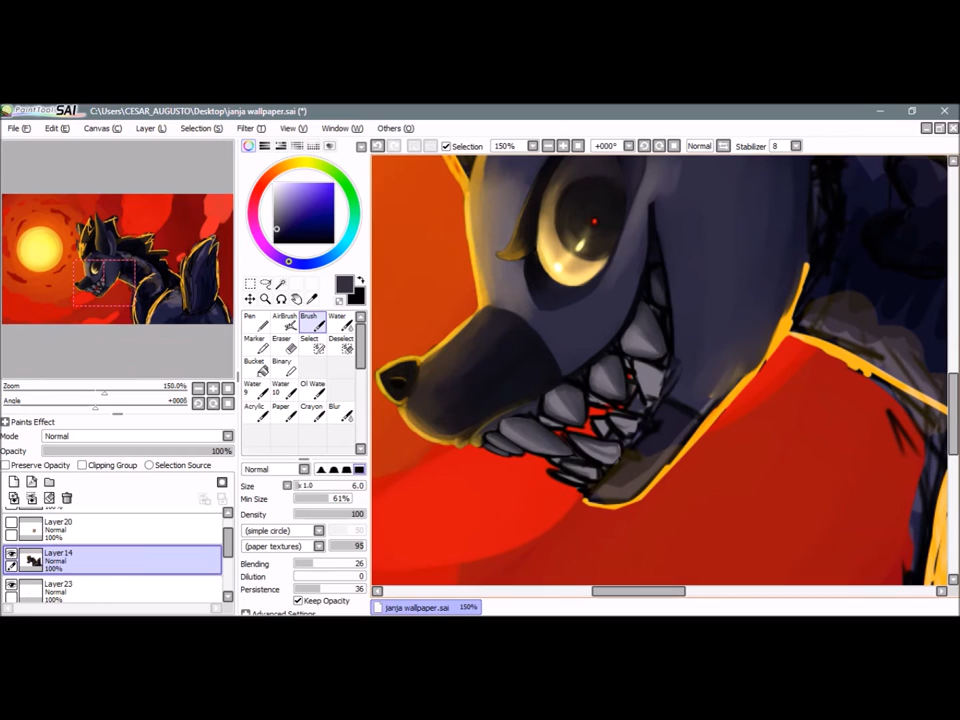 PaintTool SAI C:\Users\CESAR_AUGUSTO\Desktop\janja wallpaper.sai (*)
File (F) Edit (E) Canvas (C) Layer (L) Selection (S) Filter (T) View (V) Window (W) Others (O)
Selection 150% +000° Normal Stabilizer 8
Pen AirBrush Brush Water
Marker Eraser Select Deselect
Bucket Binary
Water 9 Water 10 Oil Water
Acrylic Paper Crayon Blur
Zoom 150.0%
Angle +000°
Paints Effect
Mode Normal
Opacity 100%
Preserve Opacity Clipping Group Selection Source
Layer20
Normal
100%
Layer14
Normal
100%
Layer23
Normal
100%
Normal
Size x 1.0 6.0
Min Size 61%
Density 100
(simple circle) 50
(paper textures) 95
Blending 26
Dilution 0
Persistence 36
Keep Opacity
Advanced Settings
janja wallpaper.sai 150%